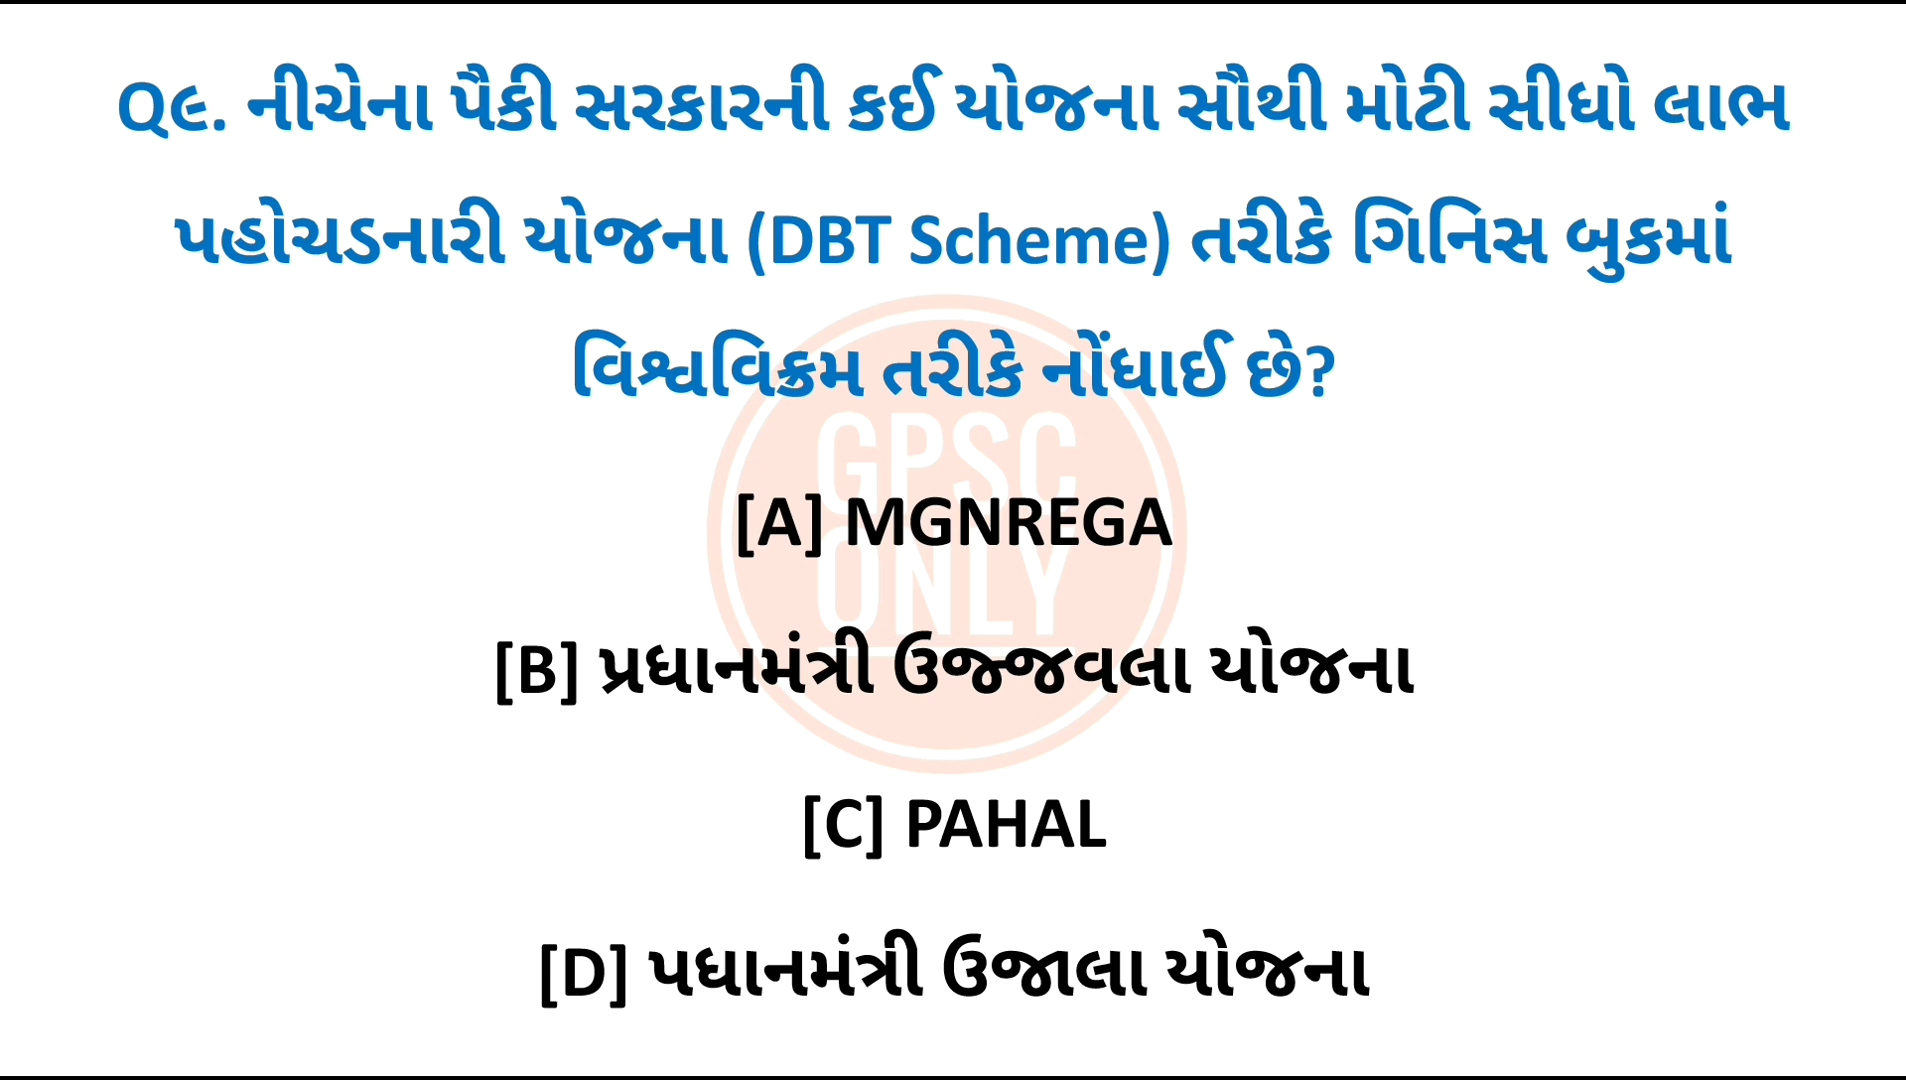 Q૯. નીચેના પૈકી સરકારની કઈ યોજના સૌથી મોટી સીધો લાભ
પહોચડનારી યોજના (DBT Scheme) તરીકે ગિનિસ બુકમાં
વિશ્વવિક્રમ તરીકે નોંધાઈ છે?
GPSC
ONLY
[A] MGNREGA
[B] પ્રધાનમંત્રી ઉજ્જવલા યોજના
[C] PAHAL
[D] પધાનમંત્રી ઉજાલા યોજના